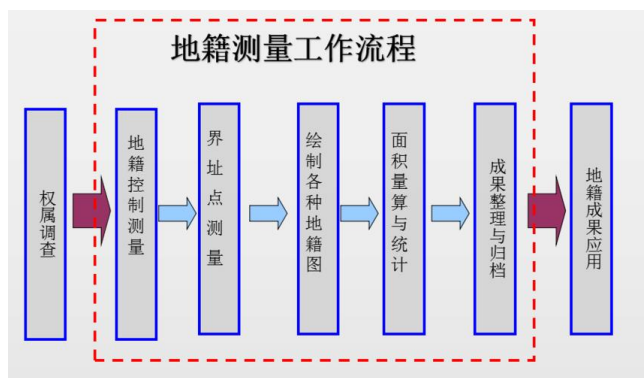 地籍测量工作流程
权属调查
地籍控制测量
界址点测量
绘制各种地籍图
面积量算与统计
成果整理与归档
地籍成果应用